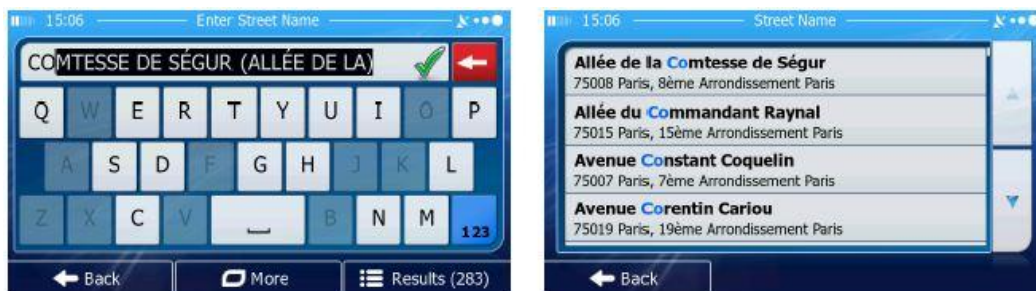 15:06 Enter Street Name
COMTESSE DE SÉGUR (ALLÉE DE LA)
Q W E R T Y U I O P
A S D F G H J K L
Z X C V B N M 123
Back More Results (283)
15:06 Street Name
Allée de la Comtesse de Ségur
75008 Paris, 8ème Arrondissement Paris
Allée du Commandant Raynal
75015 Paris, 15ème Arrondissement Paris
Avenue Constant Coquelin
75007 Paris, 7ème Arrondissement Paris
Avenue Corentin Cariou
75019 Paris, 19ème Arrondissement Paris
Back